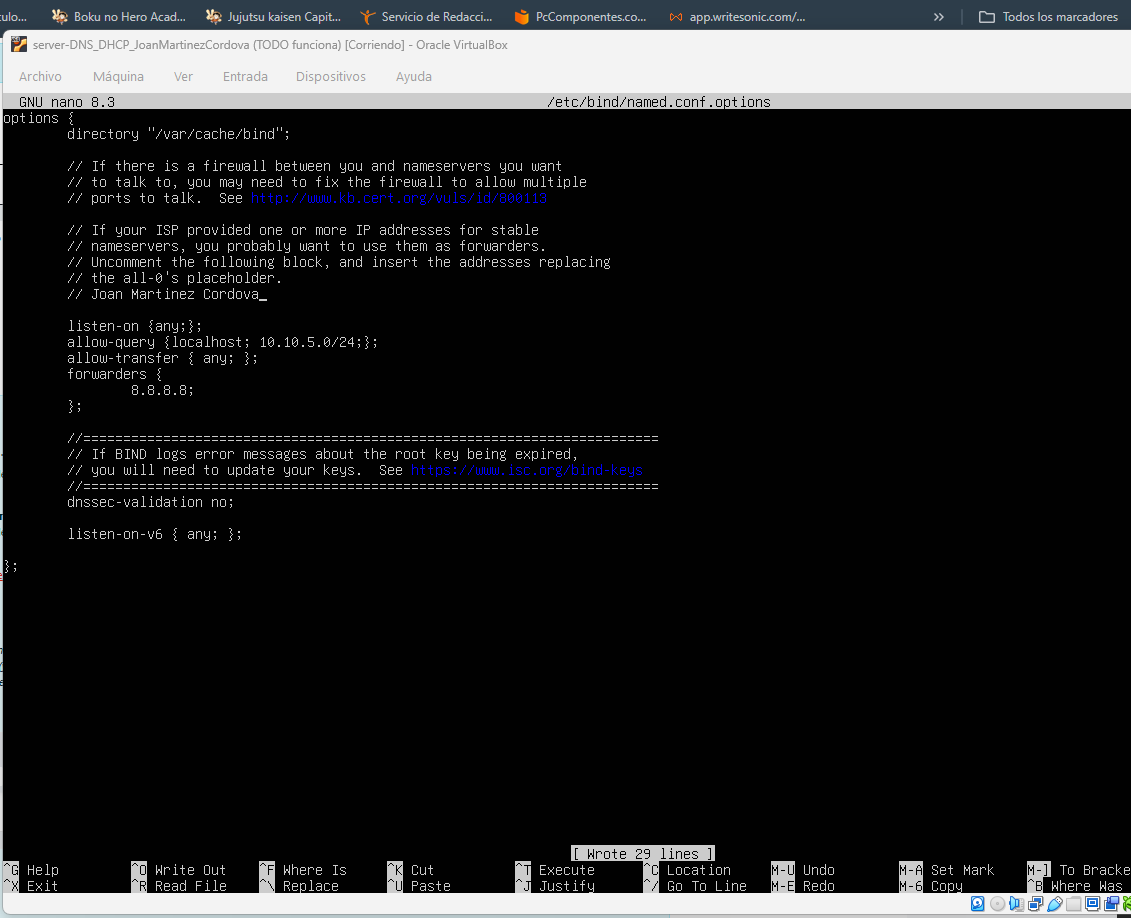 culo...
Boku no Hero Acad...
Jujutsu kaisen Capit...
Servicio de Redacci...
PcComponentes.co...
app.writesonic.com/...
»
Todos los marcadores
server-DNS_DHCP_JoanMartinezCordova (TODO funciona) [Corriendo] - Oracle VirtualBox
Archivo Máquina Ver Entrada Dispositivos Ayuda
GNU nano 8.3 /etc/bind/named.conf.options
options {
directory "/var/cache/bind";
// If there is a firewall between you and nameservers you want
// to talk to, you may need to fix the firewall to allow multiple
// ports to talk.  See http://www.kb.cert.org/vuls/id/800113
// If your ISP provided one or more IP addresses for stable
// nameservers, you probably want to use them as forwarders.
// Uncomment the following block, and insert the addresses replacing
// the all-0's placeholder.
// Joan Martinez Cordova_
listen-on {any;};
allow-query {localhost; 10.10.5.0/24;};
allow-transfer { any; };
forwarders {
8.8.8.8;
};
//========================================================================
// If BIND logs error messages about the root key being expired,
// you will need to update your keys.  See https://www.isc.org/bind-keys
//========================================================================
dnssec-validation no;
listen-on-v6 { any; };
};
[ Wrote 29 lines ]
^G Help ^O Write Out ^F Where Is ^K Cut ^T Execute ^C Location M-U Undo M-A Set Mark M-] To Bracke
^X Exit ^R Read File ^\ Replace ^U Paste ^J Justify ^/ Go To Line M-E Redo M-6 Copy ^B Where Was